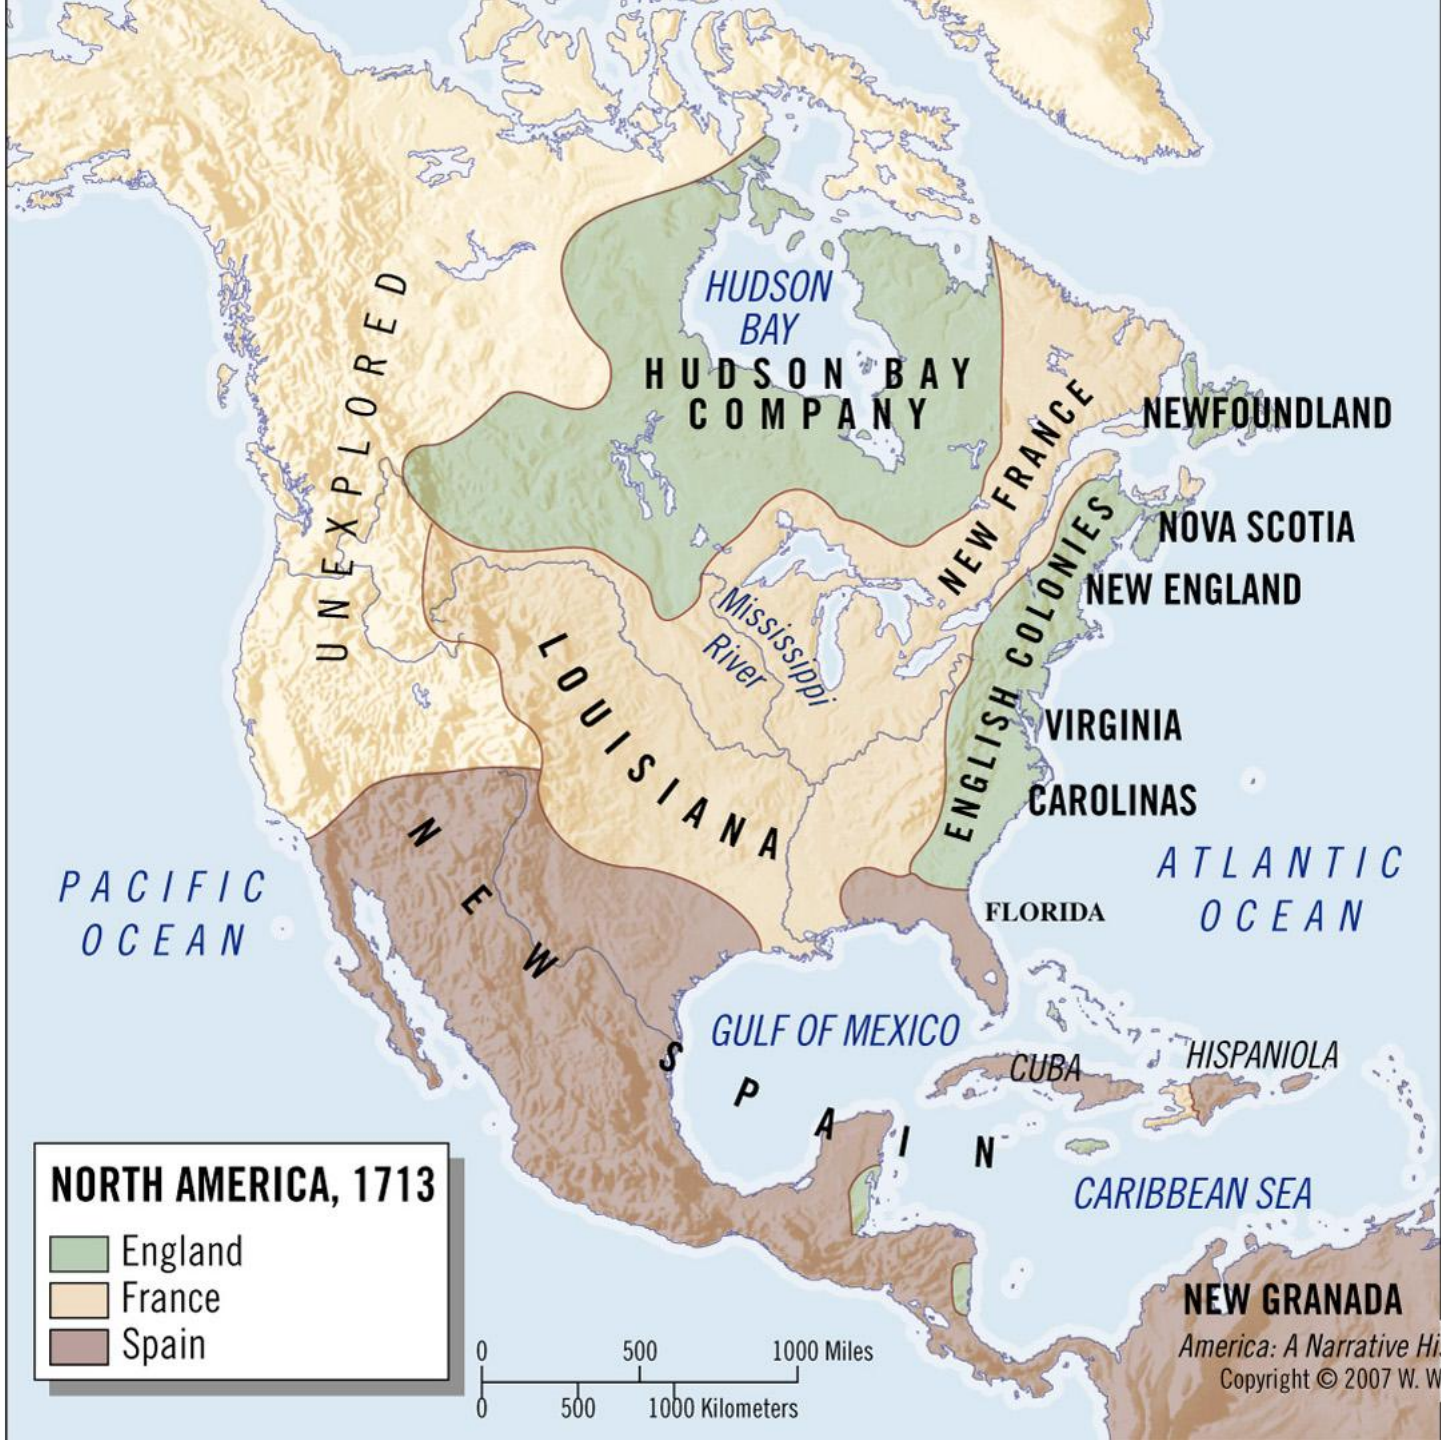 HUDSON
BAY
HUDSON BAY
COMPANY
UNEXPLORED
NEW FRANCE
NEWFOUNDLAND
NOVA SCOTIA
NEW ENGLAND
ENGLISH COLONIES
Mississippi
River
LOUISIANA
VIRGINIA
CAROLINAS
ATLANTIC
OCEAN
PACIFIC
OCEAN
FLORIDA
NEW SPAIN
GULF OF MEXICO
CUBA
HISPANIOLA
CARIBBEAN SEA
NEW GRANADA
America: A Narrative His
Copyright © 2007 W. W
NORTH AMERICA, 1713
England
France
Spain
0 500 1000 Miles
0 500 1000 Kilometers